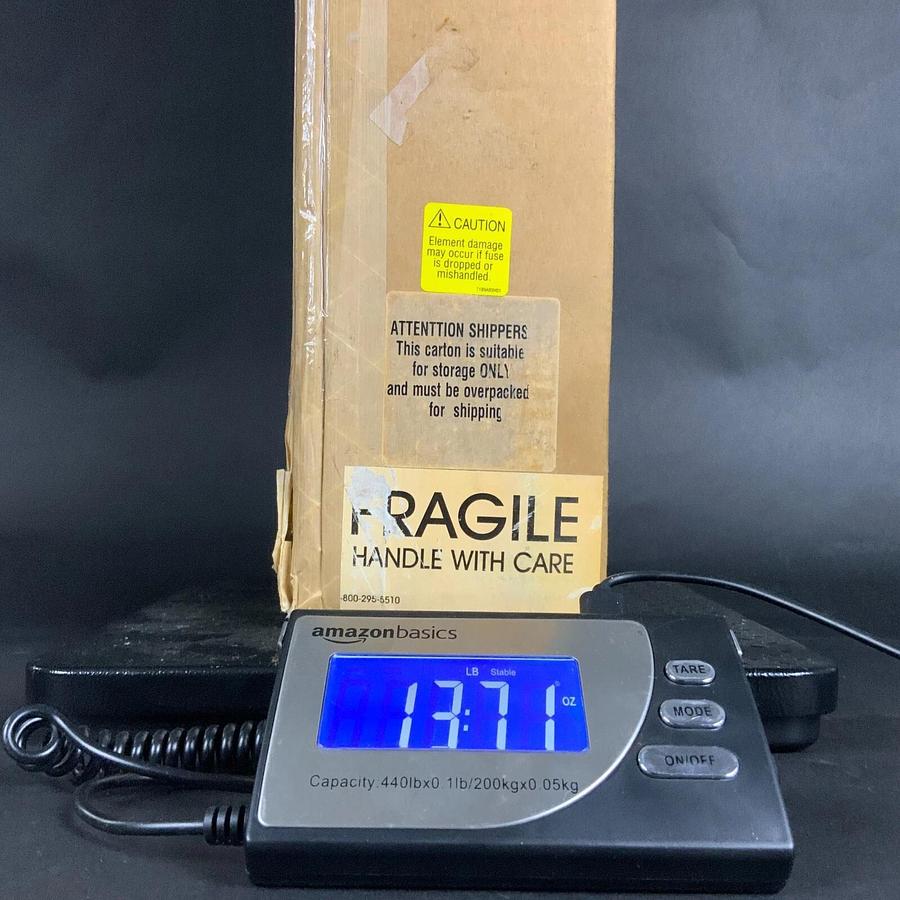 CAUTION
Element damage
may occur if fuse
is dropped or
mishandled.
ATTENTTION SHIPPERS
This carton is suitable
for storage ONLY
and must be overpacked
for shipping
FRAGILE
HANDLE WITH CARE
-800-295-5510
amazonbasics
LB Stable
13:71 OZ
TARE
MODE
ON/OFF
Capacity:440lbx0.1lb/200kgx0.05kg